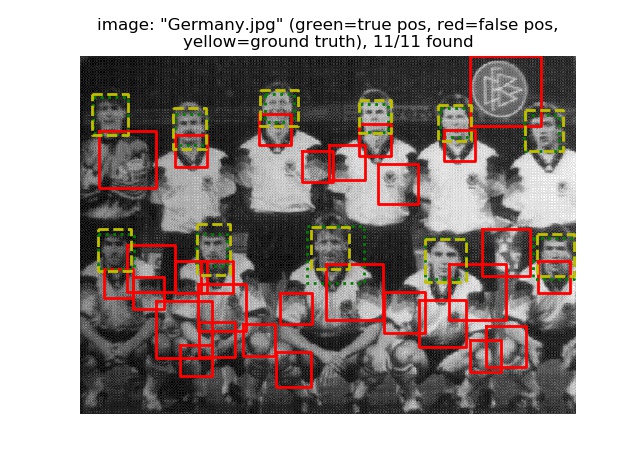 image: "Germany.jpg" (green=true pos, red=false pos,
yellow=ground truth), 11/11 found